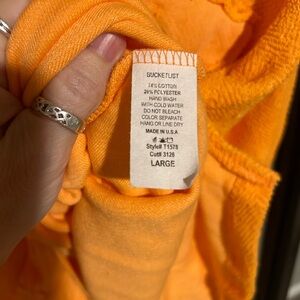 BUCKETLIST
74% COTTON
26% POLYESTER
HAND WASH
WITH COLD WATER
DO NOT BLEACH
COLOR SEPARATE
HANG OR LINE DRY
MADE IN U.S.A
Style# T1578
Cut# 3126
LARGE